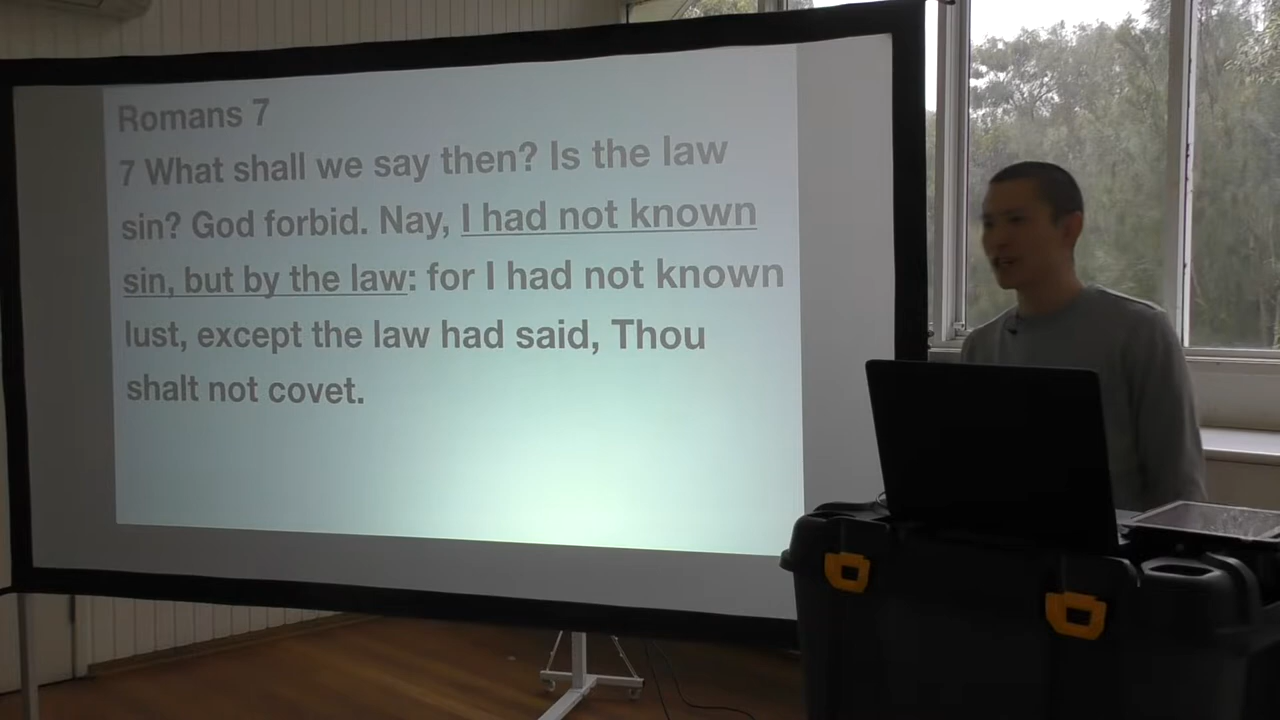 Romans 7
7 What shall we say then? Is the law
sin? God forbid. Nay, I had not known
sin, but by the law: for I had not known
lust, except the law had said, Thou
shalt not covet.